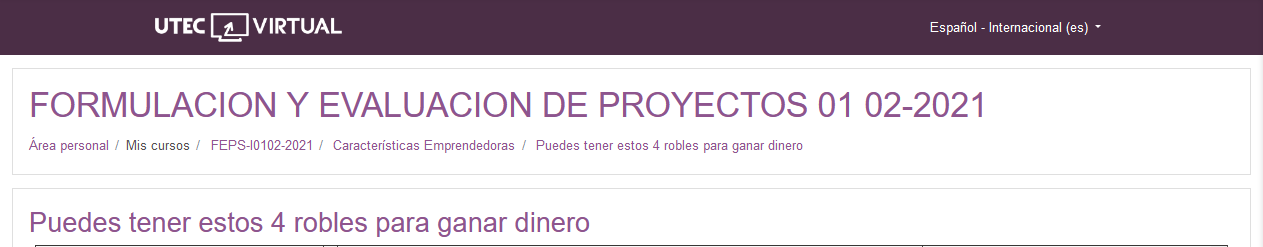 UTEC VIRTUAL
Español - Internacional (es)
FORMULACION Y EVALUACION DE PROYECTOS 01 02-2021
Área personal / Mis cursos / FEPS-I0102-2021 / Características Emprendedoras / Puedes tener estos 4 robles para ganar dinero
Puedes tener estos 4 robles para ganar dinero